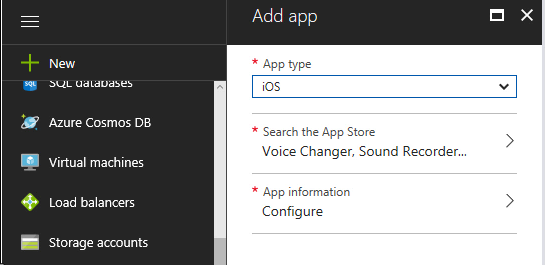 Add app
New
SQL databases
Azure Cosmos DB
Virtual machines
Load balancers
Storage accounts
* App type
iOS
* Search the App Store
Voice Changer, Sound Recorder...
* App information
Configure